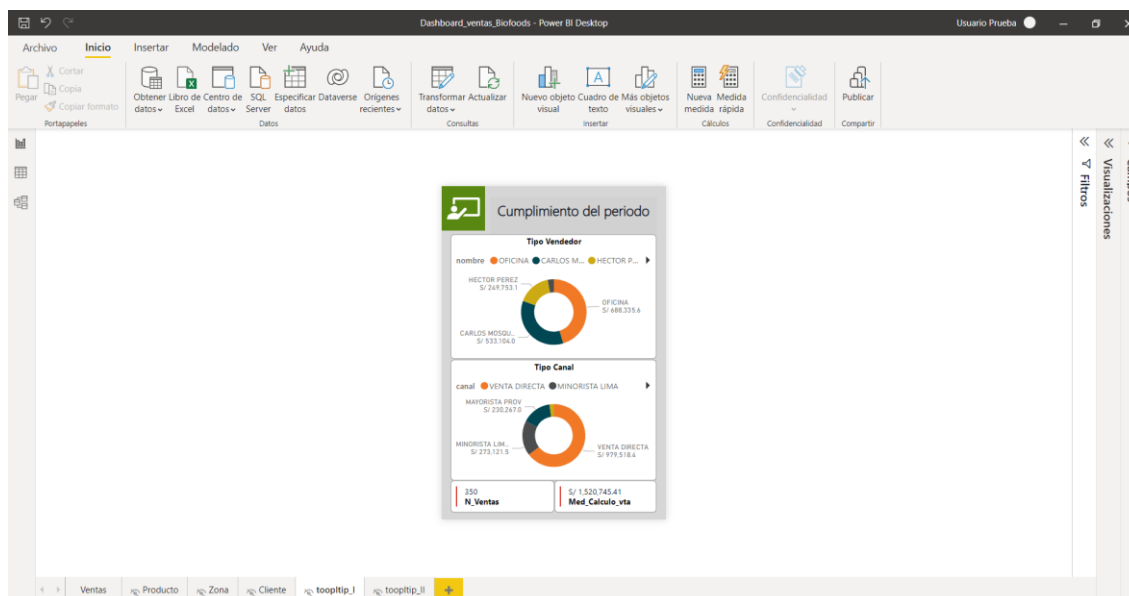 Dashboard_ventas_Biofoods - Power BI Desktop
Usuario Prueba
Archivo Inicio Insertar Modelado Ver Ayuda
Pegar
Cortar
Copia
Copiar formato
Portapapeles
Obtener datos
Libro de Excel
Centro de datos
SQL Server
Especificar datos
Dataverse
Orígenes recientes
Datos
Transformar datos
Actualizar
Consultas
Nuevo objeto visual
Cuadro de texto
Más objetos visuales
Insertar
Nueva medida
Medida rápida
Cálculos
Confidencialidad
Confidencialidad
Publicar
Compartir
Filtros
Visualizaciones
Cumplimiento del periodo
Tipo Vendedor
nombre OFICINA CARLOS M... HECTOR P...
HECTOR PEREZ
S/ 249,753.1
OFICINA
S/ 688,335.6
CARLOS MOSQU...
S/ 533,104.0
Tipo Canal
canal VENTA DIRECTA MINORISTA LIMA
MAYORISTA PROV
S/ 230,267.0
MINORISTA LIM...
S/ 273,121.5
VENTA DIRECTA
S/ 979,518.4
350
N_Ventas
S/ 1,520,745.41
Med_Calculo_vta
Ventas Producto Zona Cliente toopltip_I toopltip_II